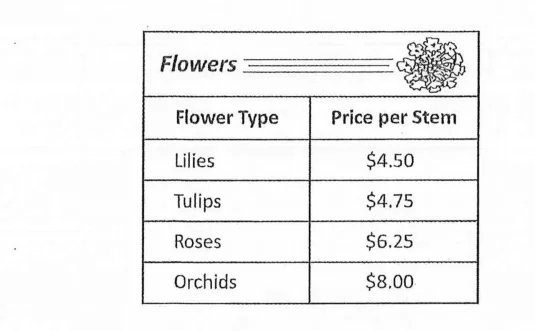 Flowers
Flower Type Price per Stem
Lilies $4.50
Tulips $4.75
Roses $6.25
Orchids $8.00